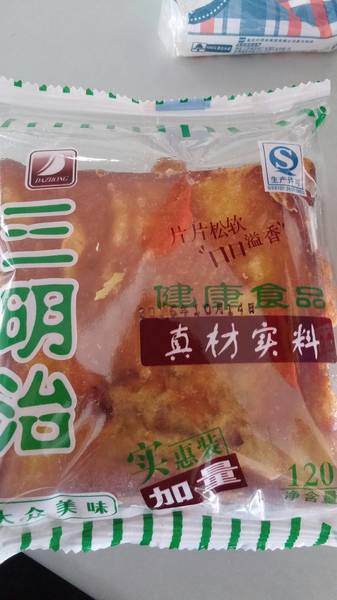 DAZHONG
生产许可
三明治
片片松软
"口口溢香"
健康食品
真材实料
实惠装
加量
120
净含量
大众美味